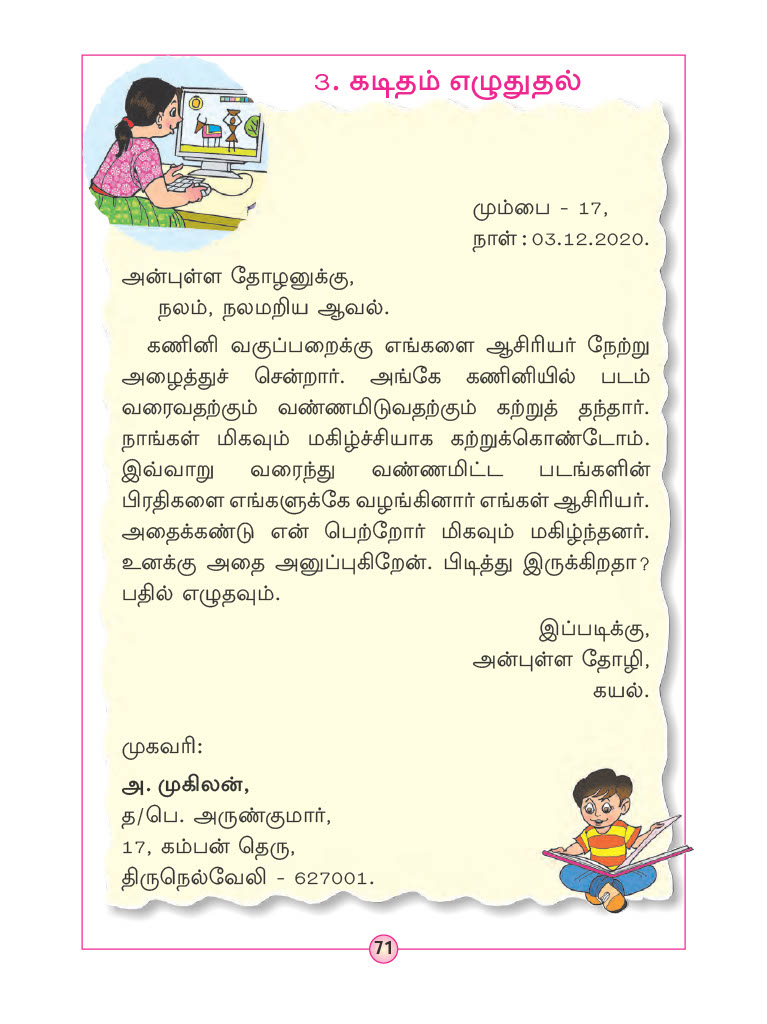 3. கடிதம் எழுதுதல்
மும்பை - 17,
நாள் : 03.12.2020.
அன்புள்ள தோழனுக்கு,
நலம், நலமறிய ஆவல்.
கணினி வகுப்பறைக்கு எங்களை ஆசிரியர் நேற்று
அழைத்துச் சென்றார். அங்கே கணினியில் படம்
வரைவதற்கும் வண்ணமிடுவதற்கும் கற்றுத் தந்தார்.
நாங்கள் மிகவும் மகிழ்ச்சியாக கற்றுக்கொண்டோம்.
இவ்வாறு வரைந்து வண்ணமிட்ட படங்களின்
பிரதிகளை எங்களுக்கே வழங்கினார் எங்கள் ஆசிரியர்.
அதைக்கண்டு என் பெற்றோர் மிகவும் மகிழ்ந்தனர்.
உனக்கு அதை அனுப்புகிறேன். பிடித்து இருக்கிறதா?
பதில் எழுதவும்.
இப்படிக்கு,
அன்புள்ள தோழி,
கயல்.
முகவரி:
அ. முகிலன்,
த/பெ. அருண்குமார்,
17, கம்பன் தெரு,
திருநெல்வேலி - 627001.
71